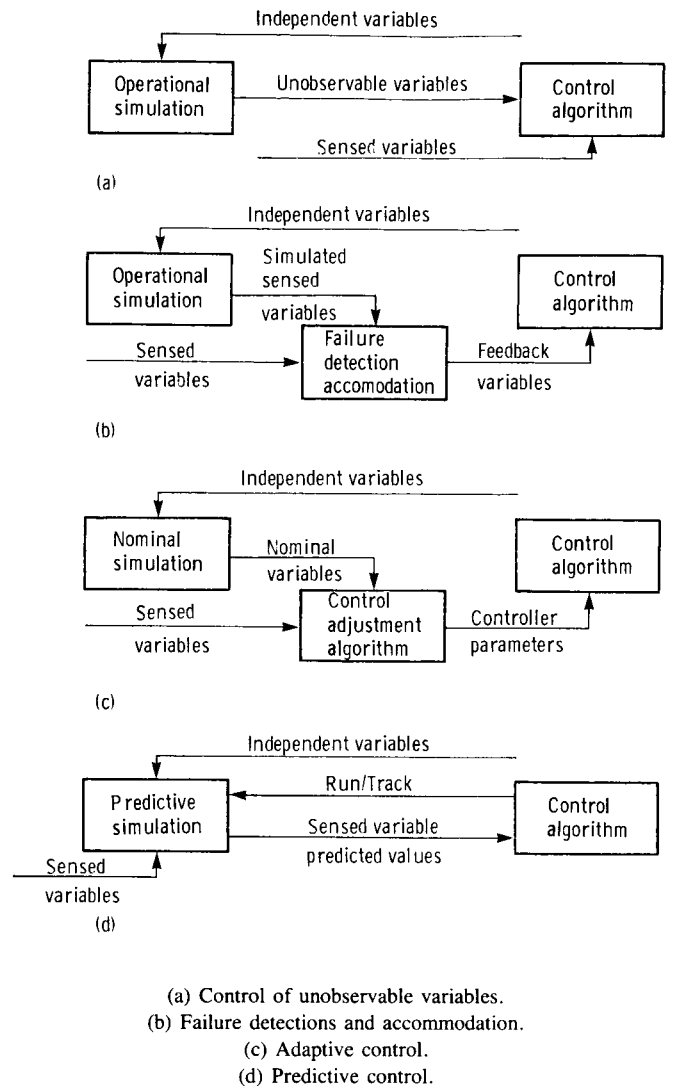 Independent variables
Operational
simulation
Unobservable variables
Control
algorithm
Sensed variables
(a)
Independent variables
Operational
simulation
Simulated
sensed
variables
Control
algorithm
Sensed
variables
Failure
detection
accomodation
Feedback
variables
(b)
Independent variables
Nominal
simulation
Nominal
variables
Control
algorithm
Sensed
variables
Control
adjustment
algorithm
Controller
parameters
(c)
Independent variables
Run/Track
Predictive
simulation
Control
algorithm
Sensed variable
predicted values
Sensed
variables
(d)
(a) Control of unobservable variables.
(b) Failure detections and accommodation.
(c) Adaptive control.
(d) Predictive control.